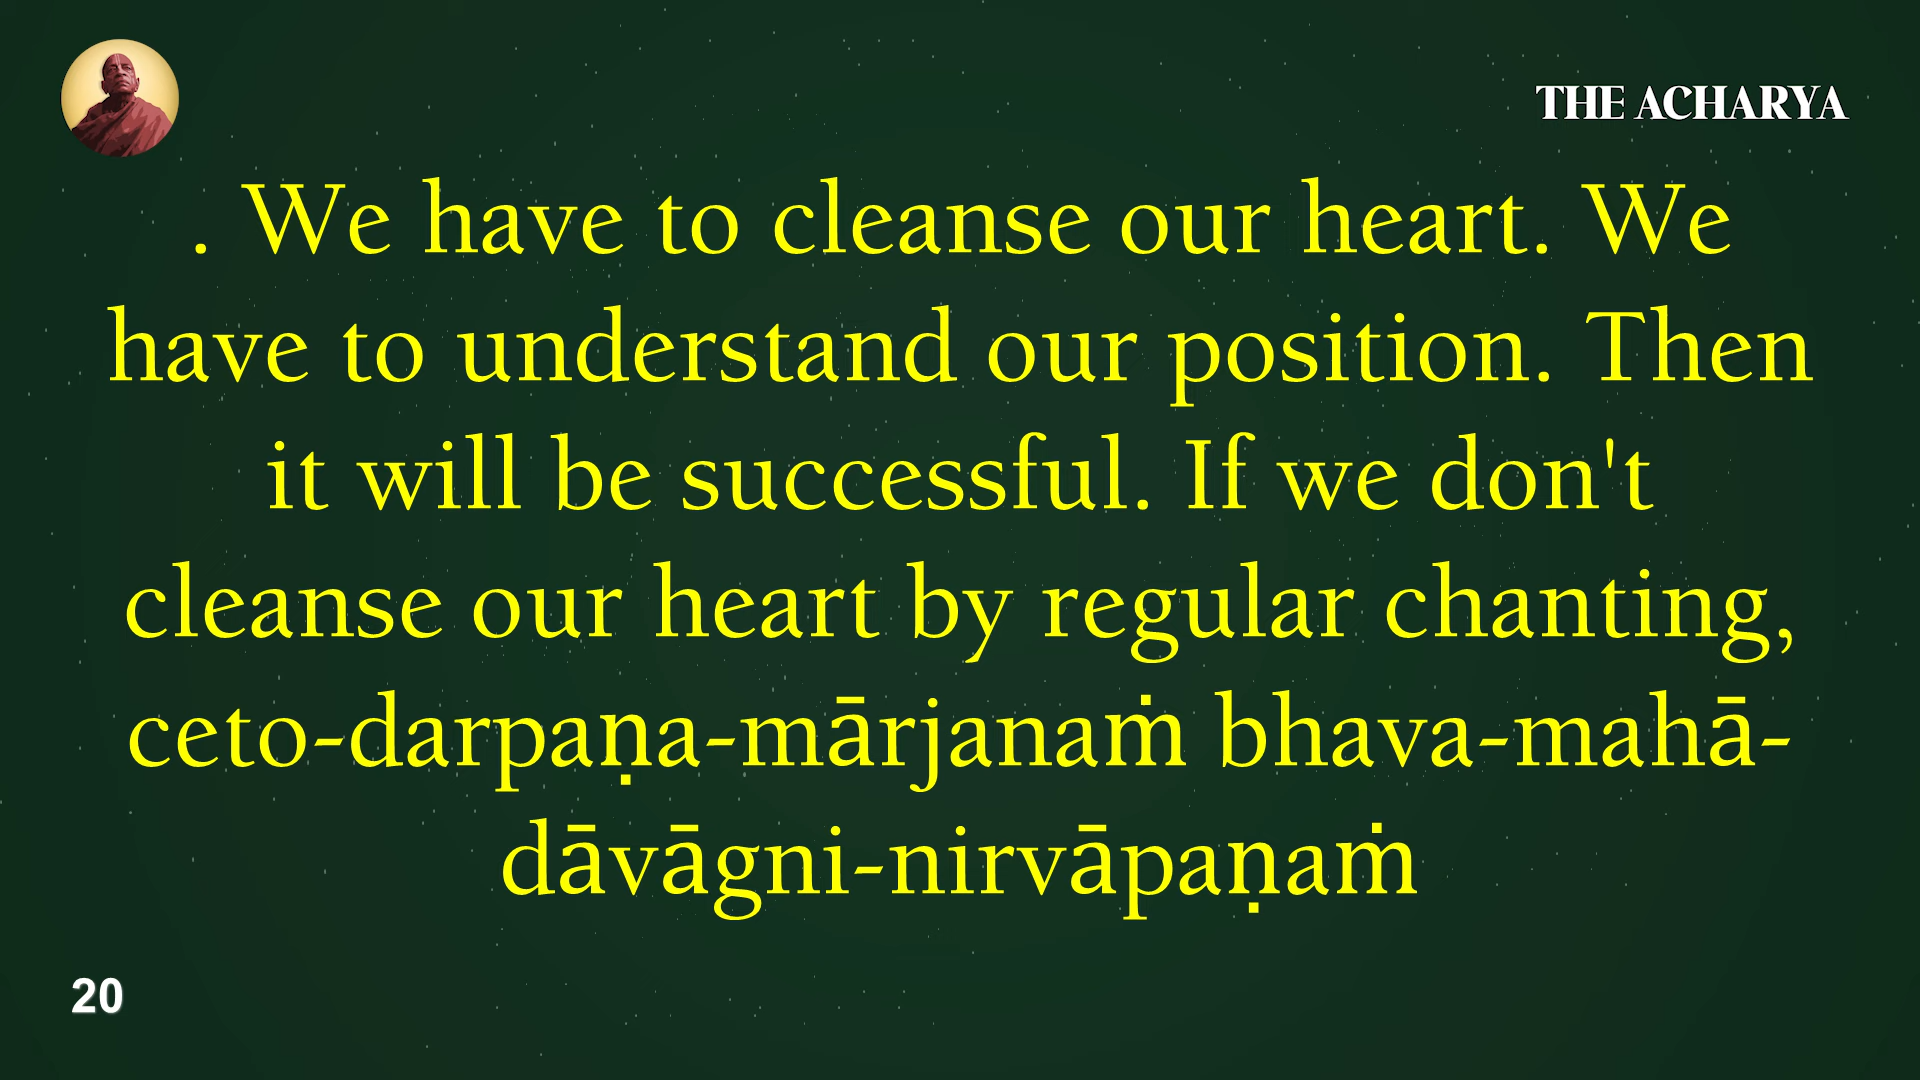 THE ACHARYA
. We have to cleanse our heart. We
have to understand our position. Then
it will be successful. If we don't
cleanse our heart by regular chanting,
ceto-darpaṇa-mārjanaṁ bhava-mahā-
dāvāgni-nirvāpaṇaṁ
20